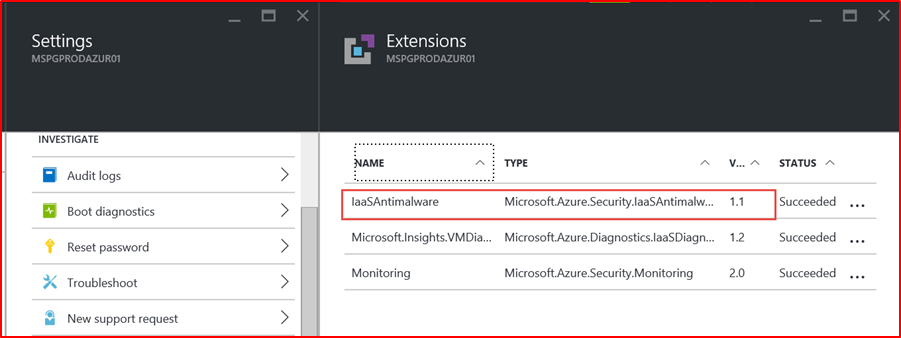 Settings
MSPGPRODAZUR01
INVESTIGATE
Audit logs
Boot diagnostics
Reset password
Troubleshoot
New support request
Extensions
MSPGPRODAZUR01
NAME TYPE V... STATUS
IaaSAntimalware Microsoft.Azure.Security.IaaSAntimalw... 1.1 Succeeded ...
Microsoft.Insights.VMDia... Microsoft.Azure.Diagnostics.IaaSDiagn... 1.2 Succeeded ...
Monitoring Microsoft.Azure.Security.Monitoring 2.0 Succeeded ...